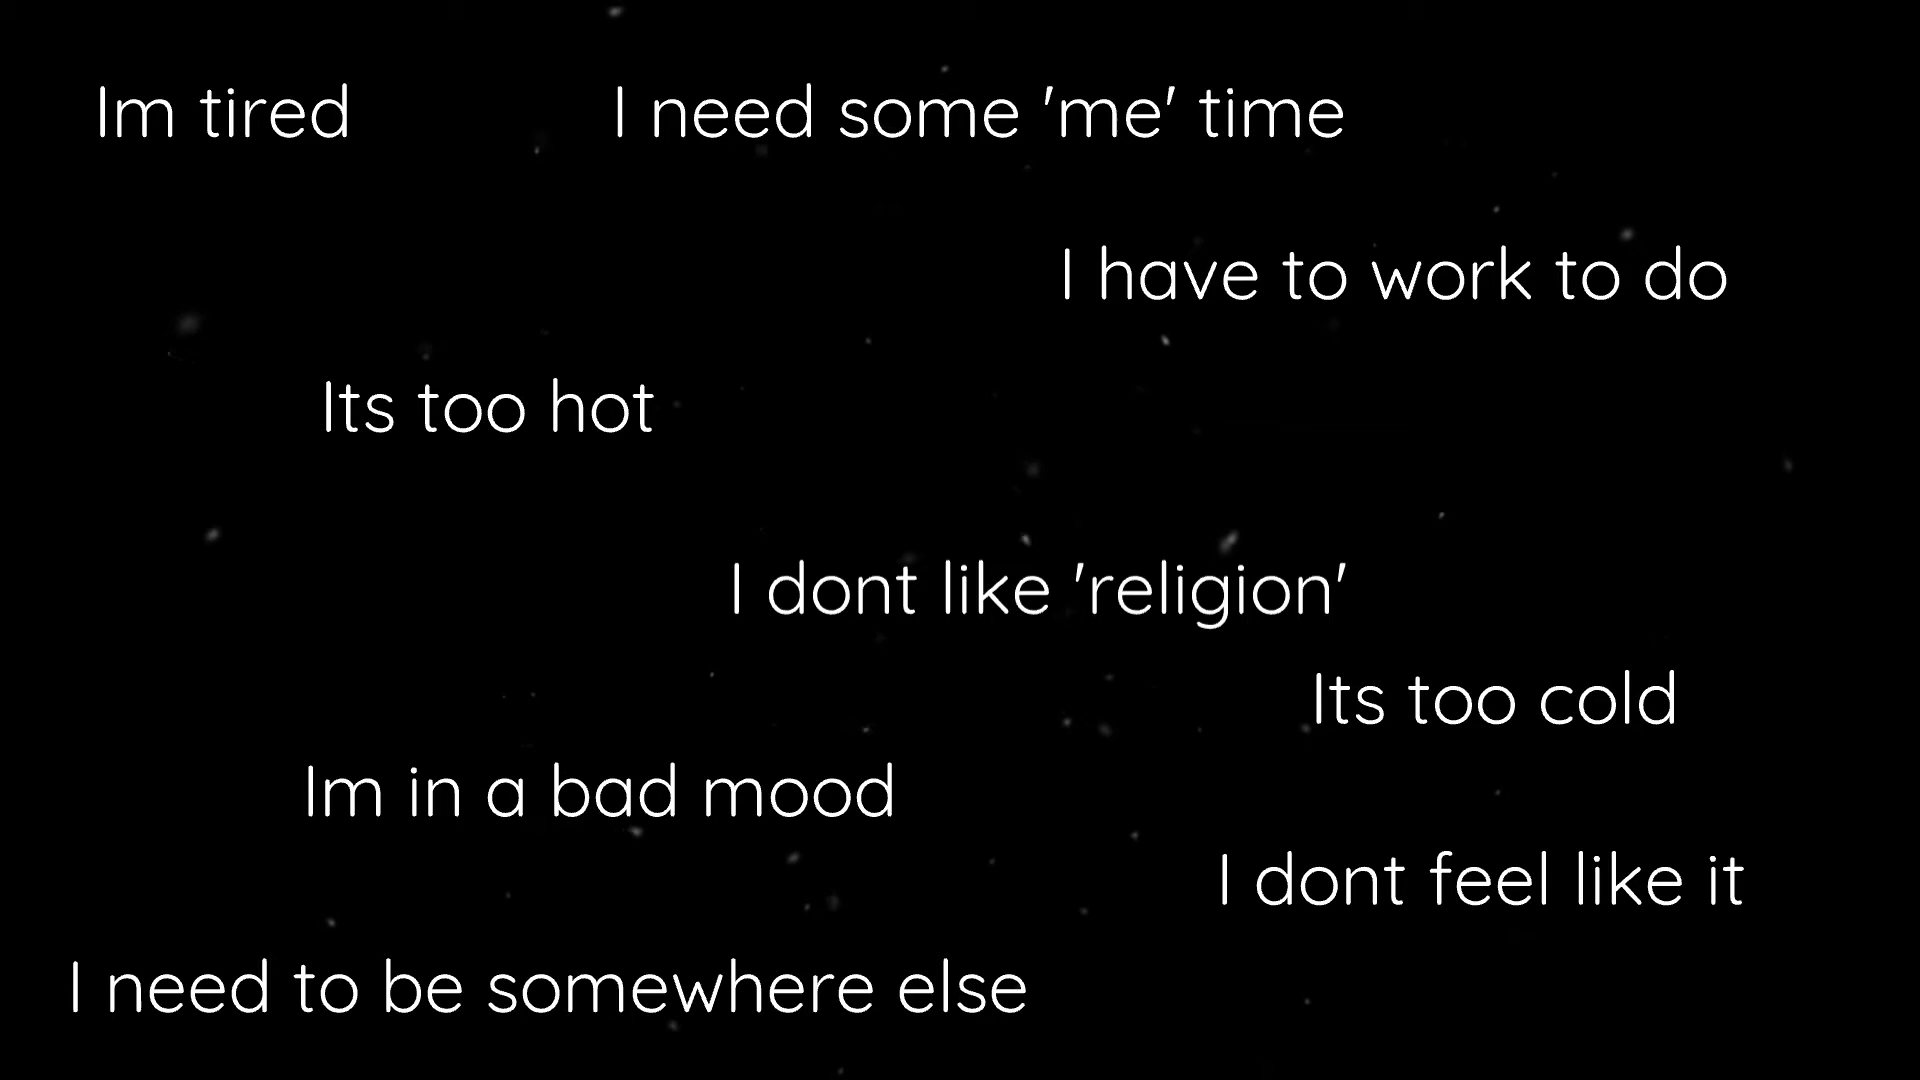 Im tired
I need some 'me' time
I have to work to do
Its too hot
I dont like 'religion'
Its too cold
Im in a bad mood
I dont feel like it
I need to be somewhere else